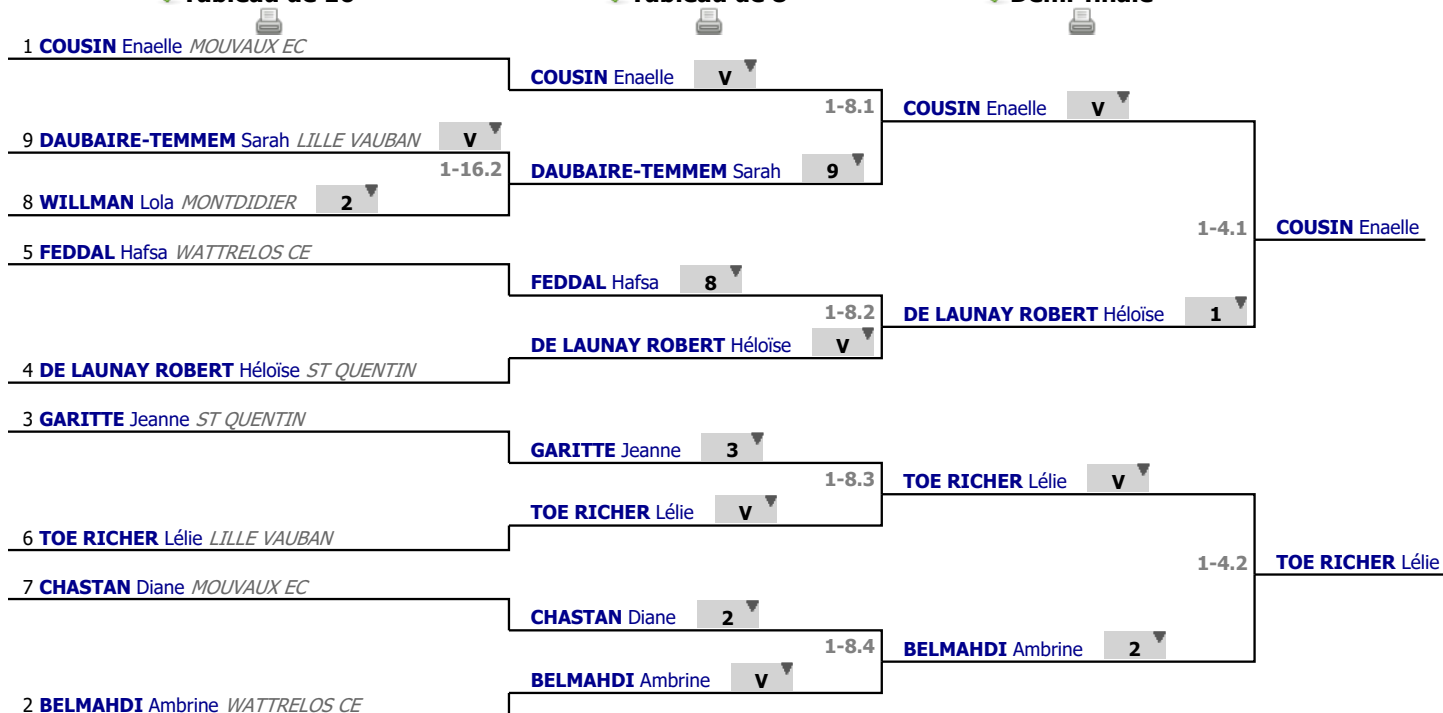 Tableau de 8
1 COUSIN Enaelle MOUVAUX EC
COUSIN Enaelle V
1-8.1
COUSIN Enaelle V
9 DAUBAIRE-TEMMEM Sarah LILLE VAUBAN V
1-16.2
DAUBAIRE-TEMMEM Sarah 9
8 WILLMAN Lola MONTDIDIER 2
1-4.1
COUSIN Enaelle
5 FEDDAL Hafsa WATTRELOS CE
FEDDAL Hafsa 8
1-8.2
DE LAUNAY ROBERT Héloïse 1
DE LAUNAY ROBERT Héloïse V
4 DE LAUNAY ROBERT Héloïse ST QUENTIN
3 GARITTE Jeanne ST QUENTIN
GARITTE Jeanne 3
1-8.3
TOE RICHER Lélie V
TOE RICHER Lélie V
6 TOE RICHER Lélie LILLE VAUBAN
1-4.2
TOE RICHER Lélie
7 CHASTAN Diane MOUVAUX EC
CHASTAN Diane 2
1-8.4
BELMAHDI Ambrine 2
BELMAHDI Ambrine V
2 BELMAHDI Ambrine WATTRELOS CE